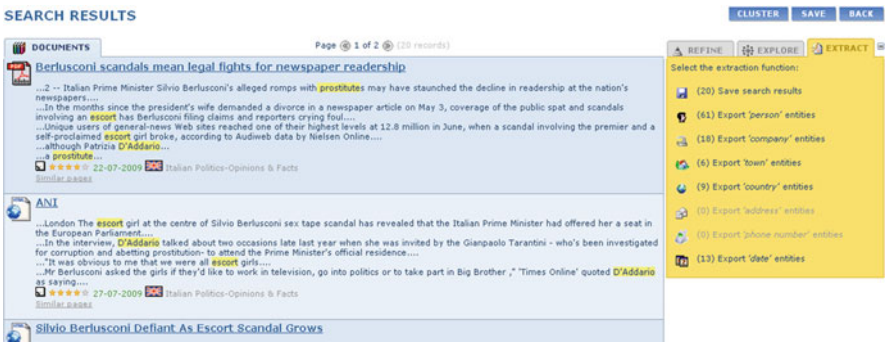 SEARCH RESULTS
CLUSTER SAVE BACK
DOCUMENTS
Page 1 of 2 (20 records)
REFINE EXPLORE EXTRACT
Berlusconi scandals mean legal fights for newspaper readership
...2 -- Italian Prime Minister Silvio Berlusconi's alleged romps with prostitutes may have staunched the decline in readership at the nation's
newspapers....
...In the months since the president's wife demanded a divorce in a newspaper article on May 3, coverage of the public spat and scandals
involving an escort has Berlusconi filing claims and reporters crying foul....
...Unique users of general-news Web sites reached one of their highest levels at 12.8 million in June, when a scandal involving the premier and a
self-proclaimed escort girl broke, according to Audiweb data by Nielsen Online....
...although Patrizia D'Addario...
...a prostitute...
22-07-2009 Italian Politics-Opinions & Facts
Similar pages
ANI
...London The escort girl at the centre of Silvio Berlusconi sex tape scandal has revealed that the Italian Prime Minister had offered her a seat in
the European Parliament....
...In the interview, D'Addario talked about two occasions late last year when she was invited by the Gianpaolo Tarantini - who's been investigated
for corruption and abetting prostitution- to attend the Prime Minister's official residence....
..."It was obvious to me that we were all escort girls....
...Mr Berlusconi asked the girls if they'd like to work in television, go into politics or to take part in Big Brother ," 'Times Online' quoted D'Addario
as saying....
27-07-2009 Italian Politics-Opinions & Facts
Similar pages
Silvio Berlusconi Defiant As Escort Scandal Grows
Select the extraction function:
(20) Save search results
(61) Export 'person' entities
(18) Export 'company' entities
(6) Export 'town' entities
(9) Export 'country' entities
(0) Export 'address' entities
(0) Export 'phone number' entities
(13) Export 'date' entities